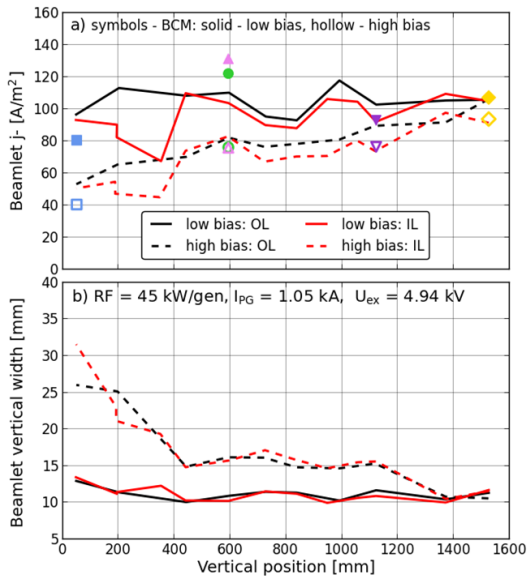 160
140
120
100
80
60
40
20
0
Beamlet j- [A/m²]
a) symbols - BCM: solid - low bias, hollow - high bias
low bias: OL
high bias: OL
low bias: IL
high bias: IL
40
35
30
25
20
15
10
5
Beamlet vertical width [mm]
b) RF = 45 kW/gen, I_PG = 1.05 kA, U_ex = 4.94 kV
0 200 400 600 800 1000 1200 1400 1600
Vertical position [mm]